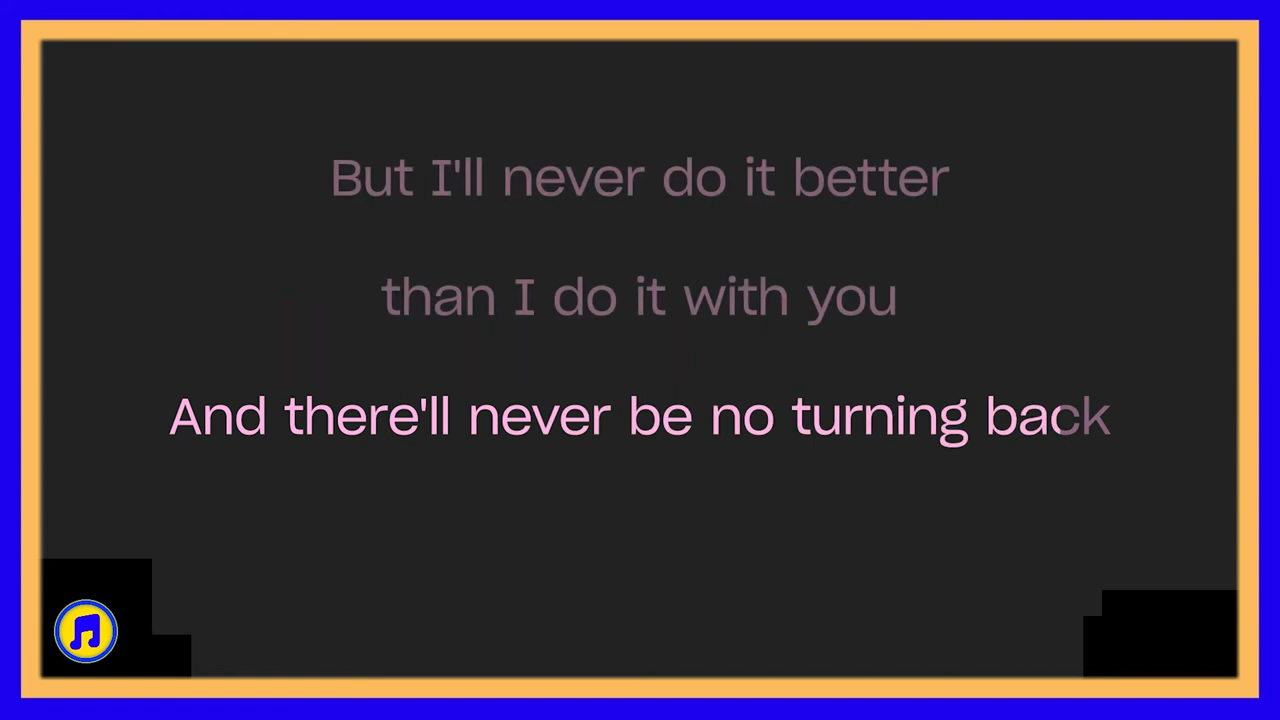 But I'll never do it better
than I do it with you
And there'll never be no turning back